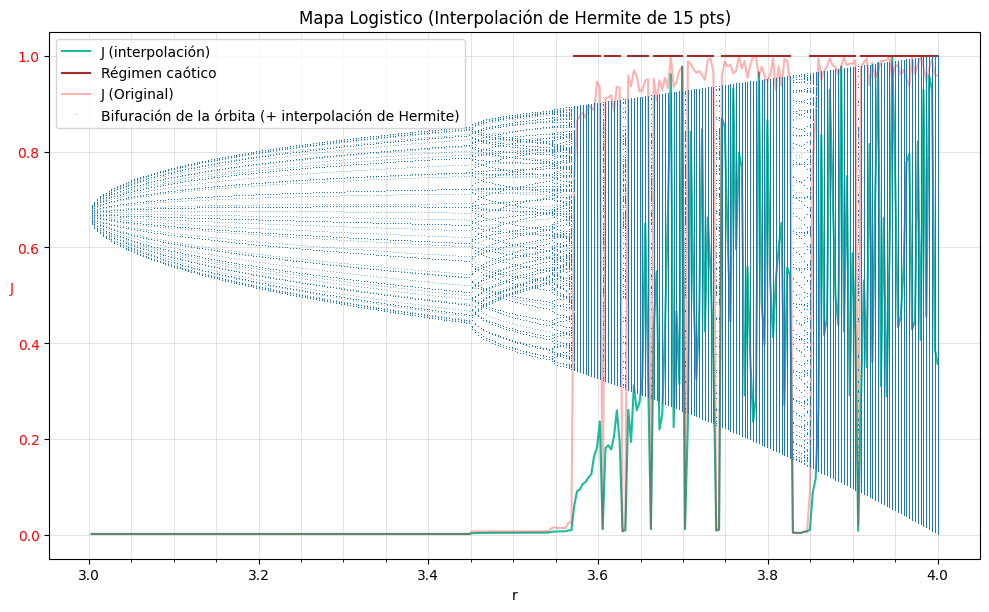 Mapa Logistico (Interpolación de Hermite de 15 pts)
J (interpolación)
Régimen caótico
J (Original)
Bifuración de la órbita (+ interpolación de Hermite)
1.0
0.8
0.6
J
0.4
0.2
0.0
3.0 3.2 3.4 3.6 3.8 4.0
r